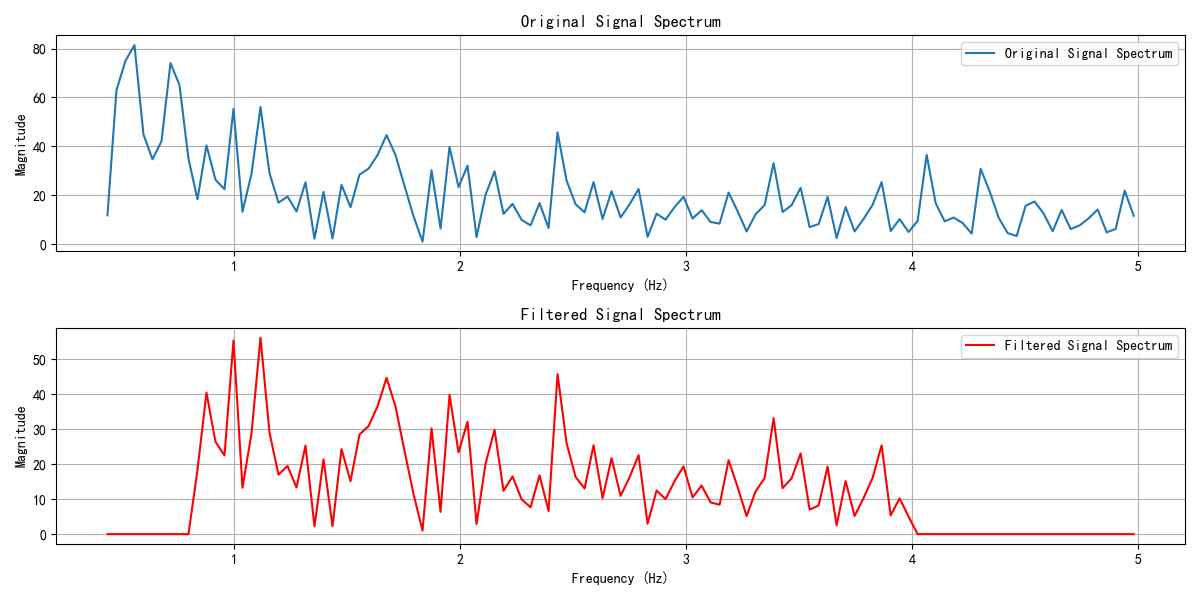 Original Signal Spectrum
Original Signal Spectrum
Magnitude
80
60
40
20
0
1 2 3 4 5
Frequency (Hz)
Filtered Signal Spectrum
Filtered Signal Spectrum
Magnitude
50
40
30
20
10
0
1 2 3 4 5
Frequency (Hz)